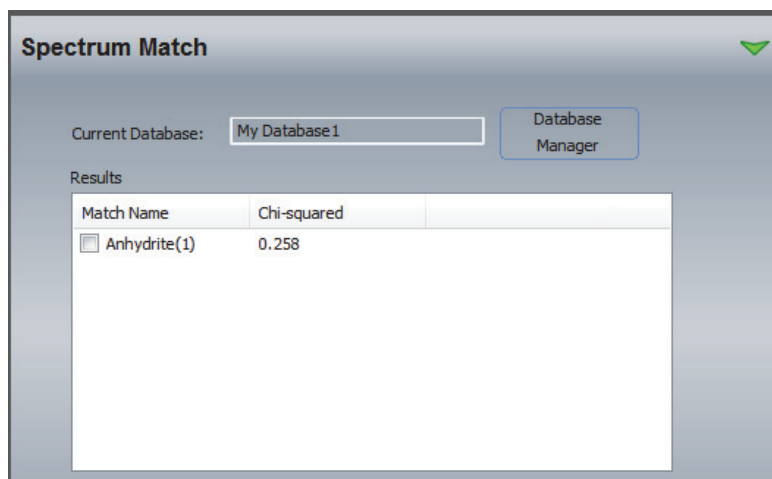 Spectrum Match
Current Database: My Database1
Database
Manager
Results
Match Name Chi-squared
Anhydrite(1) 0.258